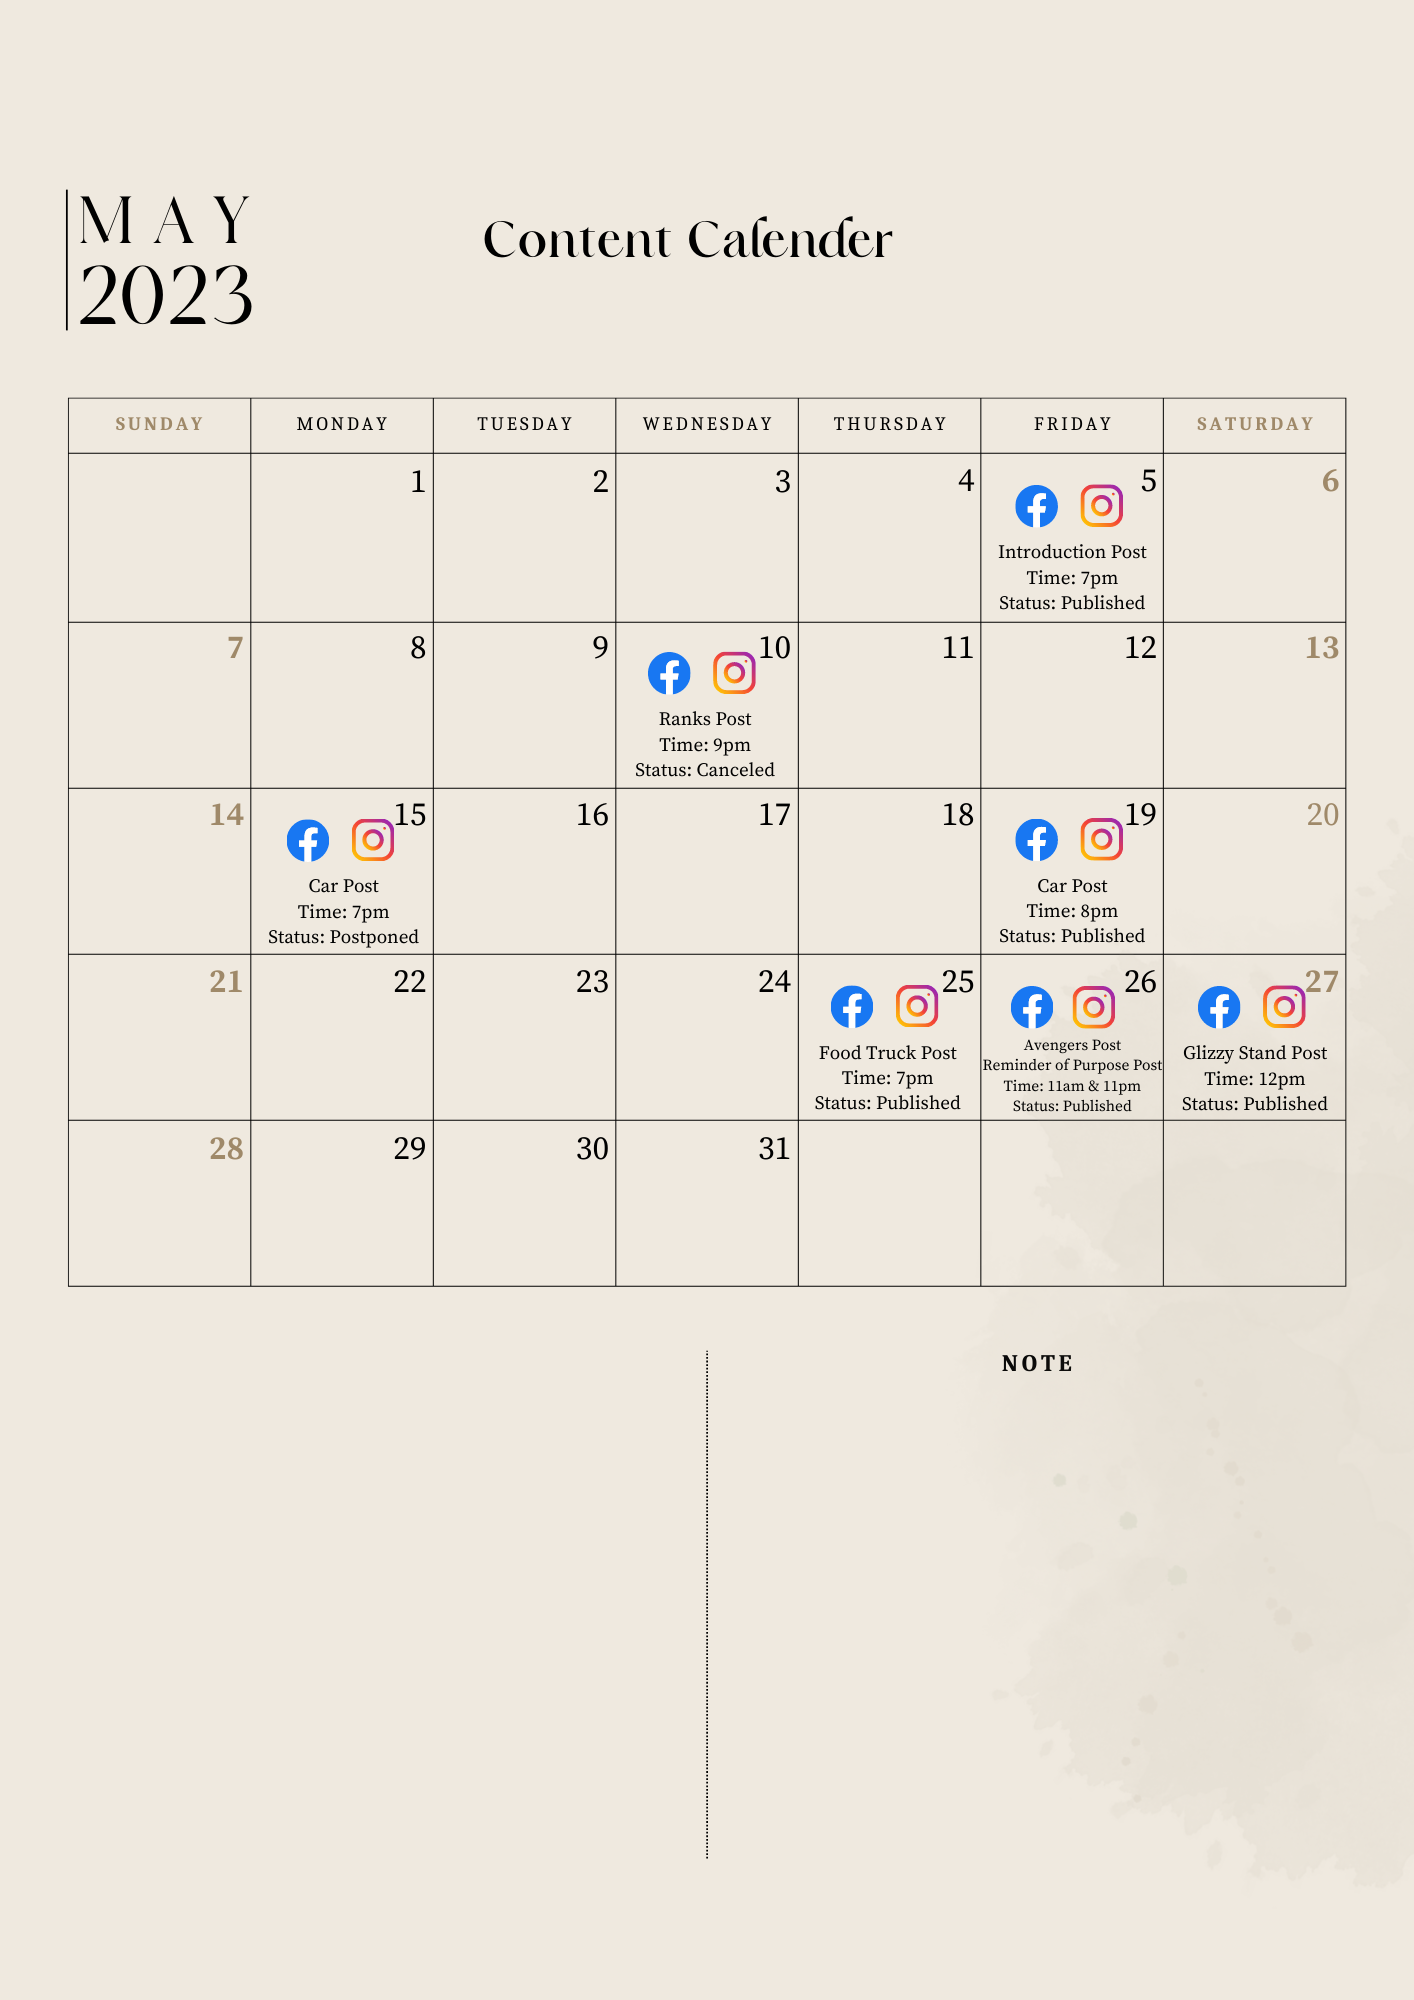 MAY
2023
Content Calender
SUNDAY MONDAY TUESDAY WEDNESDAY THURSDAY FRIDAY SATURDAY
1 2 3 4 5 6
Introduction Post
Time: 7pm
Status: Published
7 8 9 10 11 12 13
Ranks Post
Time: 9pm
Status: Canceled
14 15 16 17 18 19 20
Car Post
Time: 7pm
Status: Postponed
Car Post
Time: 8pm
Status: Published
21 22 23 24 25 26 27
Food Truck Post
Time: 7pm
Status: Published
Avengers Post
Reminder of Purpose Post
Time: 11am & 11pm
Status: Published
Glizzy Stand Post
Time: 12pm
Status: Published
28 29 30 31
NOTE